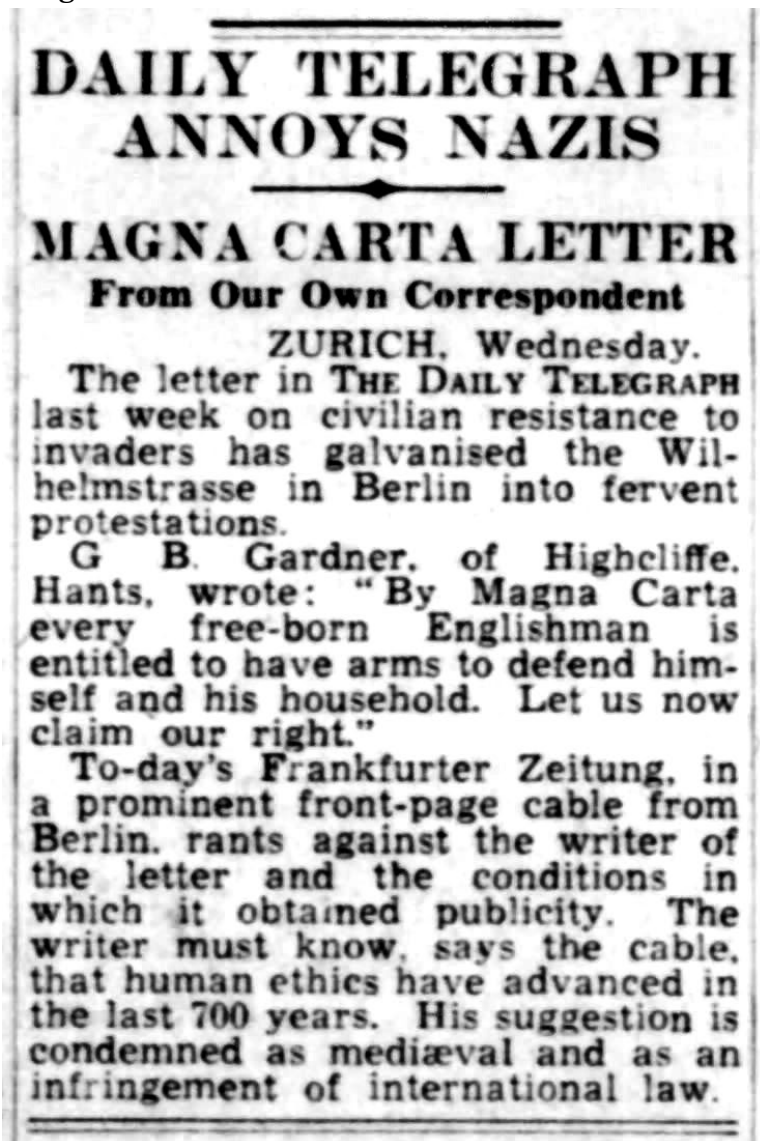 DAILY TELEGRAPH
ANNOYS NAZIS
MAGNA CARTA LETTER
From Our Own Correspondent
ZURICH, Wednesday.
The letter in THE DAILY TELEGRAPH
last week on civilian resistance to
invaders has galvanised the Wil-
helmstrasse in Berlin into fervent
protestations.
G B. Gardner, of Highcliffe,
Hants, wrote: “By Magna Carta
every free-born Englishman is
entitled to have arms to defend him-
self and his household. Let us now
claim our right.”
To-day's Frankfurter Zeitung, in
a prominent front-page cable from
Berlin, rants against the writer of
the letter and the conditions in
which it obtained publicity. The
writer must know, says the cable,
that human ethics have advanced in
the last 700 years. His suggestion is
condemned as mediæval and as an
infringement of international law.